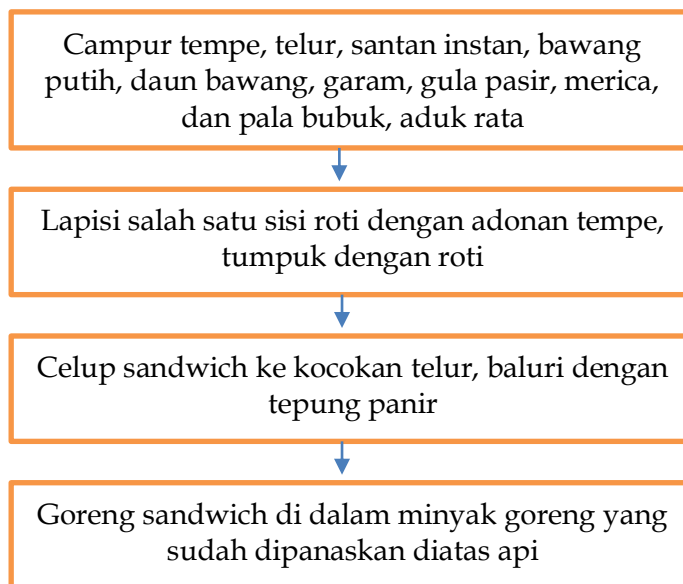 Campur tempe, telur, santan instan, bawang
putih, daun bawang, garam, gula pasir, merica,
dan pala bubuk, aduk rata
Lapisi salah satu sisi roti dengan adonan tempe,
tumpuk dengan roti
Celup sandwich ke kocokan telur, baluri dengan
tepung panir
Goreng sandwich di dalam minyak goreng yang
sudah dipanaskan diatas api